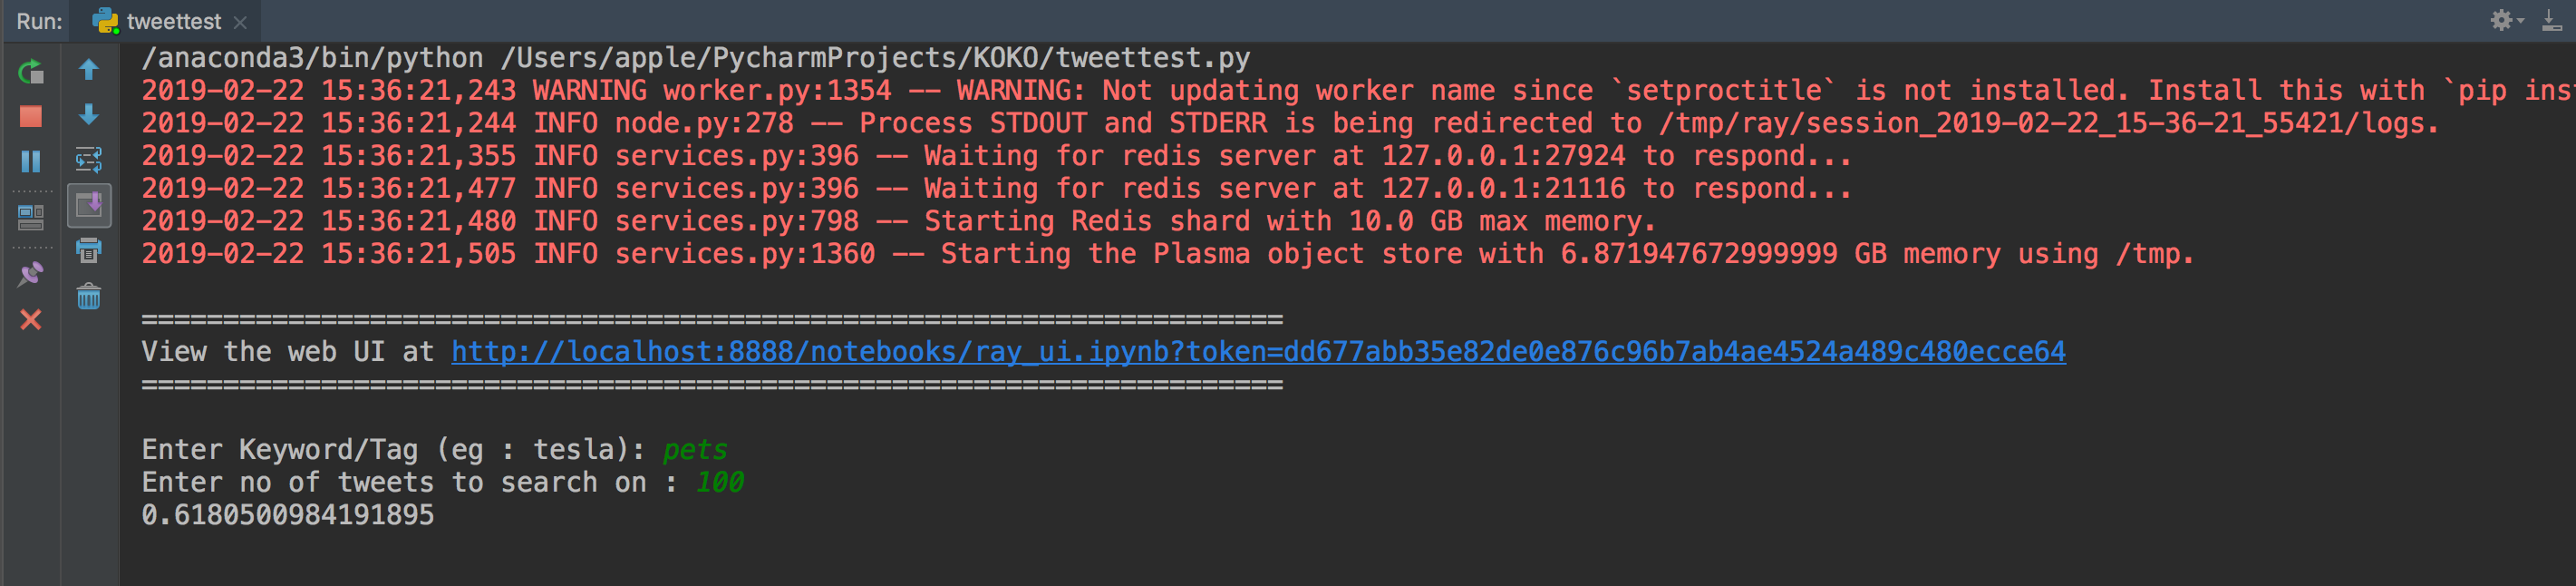 Run: tweettest
/anaconda3/bin/python /Users/apple/PycharmProjects/KOKO/tweettest.py
2019-02-22 15:36:21,243 WARNING worker.py:1354 -- WARNING: Not updating worker name since `setproctitle` is not installed. Install this with `pip
2019-02-22 15:36:21,244 INFO node.py:278 -- Process STDOUT and STDERR is being redirected to /tmp/ray/session_2019-02-22_15-36-21_55421/logs.
2019-02-22 15:36:21,355 INFO services.py:396 -- Waiting for redis server at 127.0.0.1:27924 to respond...
2019-02-22 15:36:21,477 INFO services.py:396 -- Waiting for redis server at 127.0.0.1:21116 to respond...
2019-02-22 15:36:21,480 INFO services.py:798 -- Starting Redis shard with 10.0 GB max memory.
2019-02-22 15:36:21,505 INFO services.py:1360 -- Starting the Plasma object store with 6.871947672999999 GB memory using /tmp.
======================================================================
View the web UI at http://localhost:8888/notebooks/ray_ui.ipynb?token=dd677abb35e82de0e876c96b7ab4ae4524a489c480ecce64
======================================================================
Enter Keyword/Tag (eg : tesla): pets
Enter no of tweets to search on : 100
0.6180500984191895